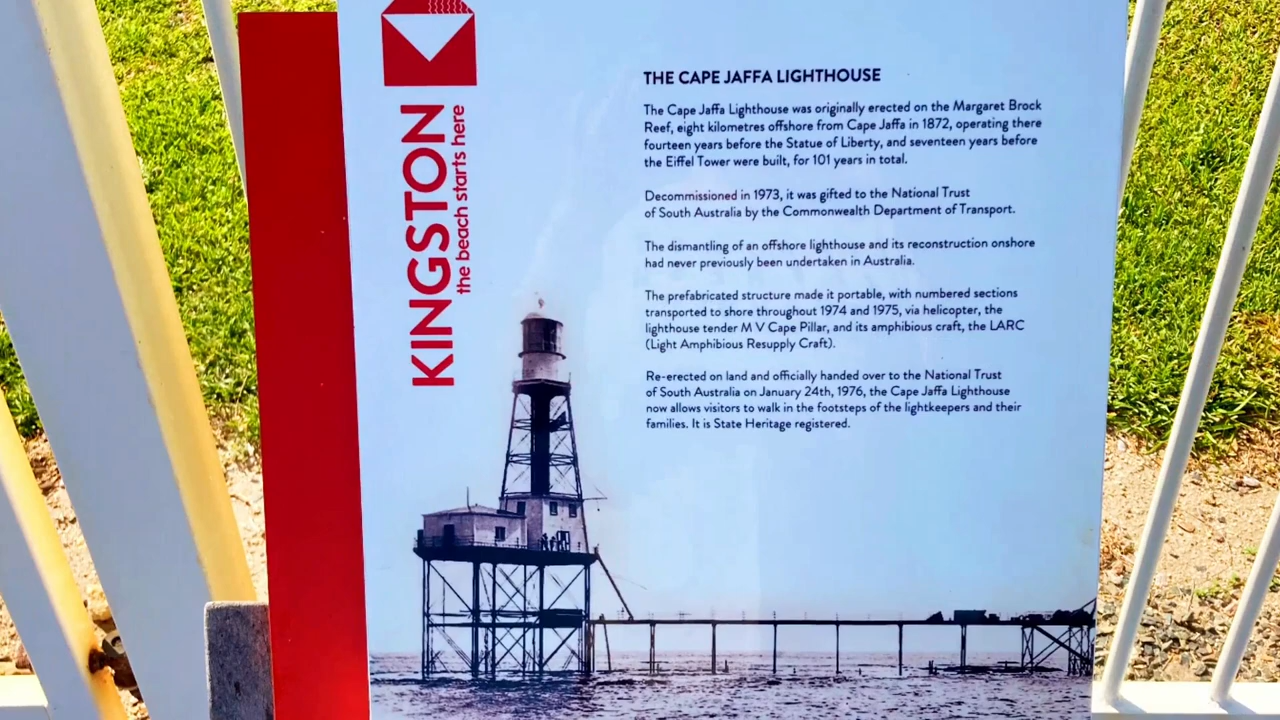 KINGSTON
the beach starts here
THE CAPE JAFFA LIGHTHOUSE
The Cape Jaffa Lighthouse was originally erected on the Margaret Brock
Reef, eight kilometres offshore from Cape Jaffa in 1872, operating there
fourteen years before the Statue of Liberty, and seventeen years before
the Eiffel Tower were built, for 101 years in total.
Decommissioned in 1973, it was gifted to the National Trust
of South Australia by the Commonwealth Department of Transport.
The dismantling of an offshore lighthouse and its reconstruction onshore
had never previously been undertaken in Australia.
The prefabricated structure made it portable, with numbered sections
transported to shore throughout 1974 and 1975, via helicopter, the
lighthouse tender M V Cape Pillar, and its amphibious craft, the LARC
(Light Amphibious Resupply Craft).
Re-erected on land and officially handed over to the National Trust
of South Australia on January 24th, 1976, the Cape Jaffa Lighthouse
now allows visitors to walk in the footsteps of the lightkeepers and their
families. It is State Heritage registered.